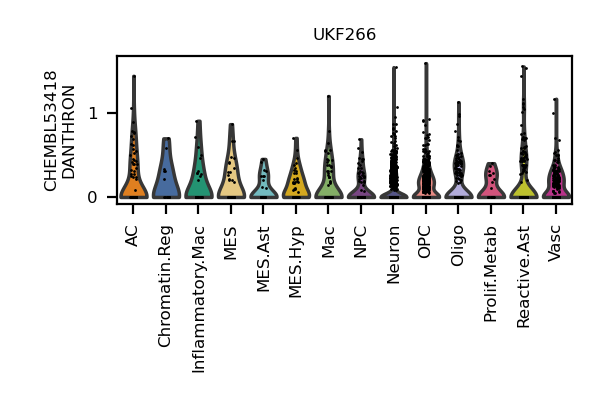 UKF266
CHEMBL53418
DANTHRON
1
0
AC
Chromatin.Reg
Inflammatory.Mac
MES
MES.Ast
MES.Hyp
Mac
NPC
Neuron
OPC
Oligo
Prolif.Metab
Reactive.Ast
Vasc